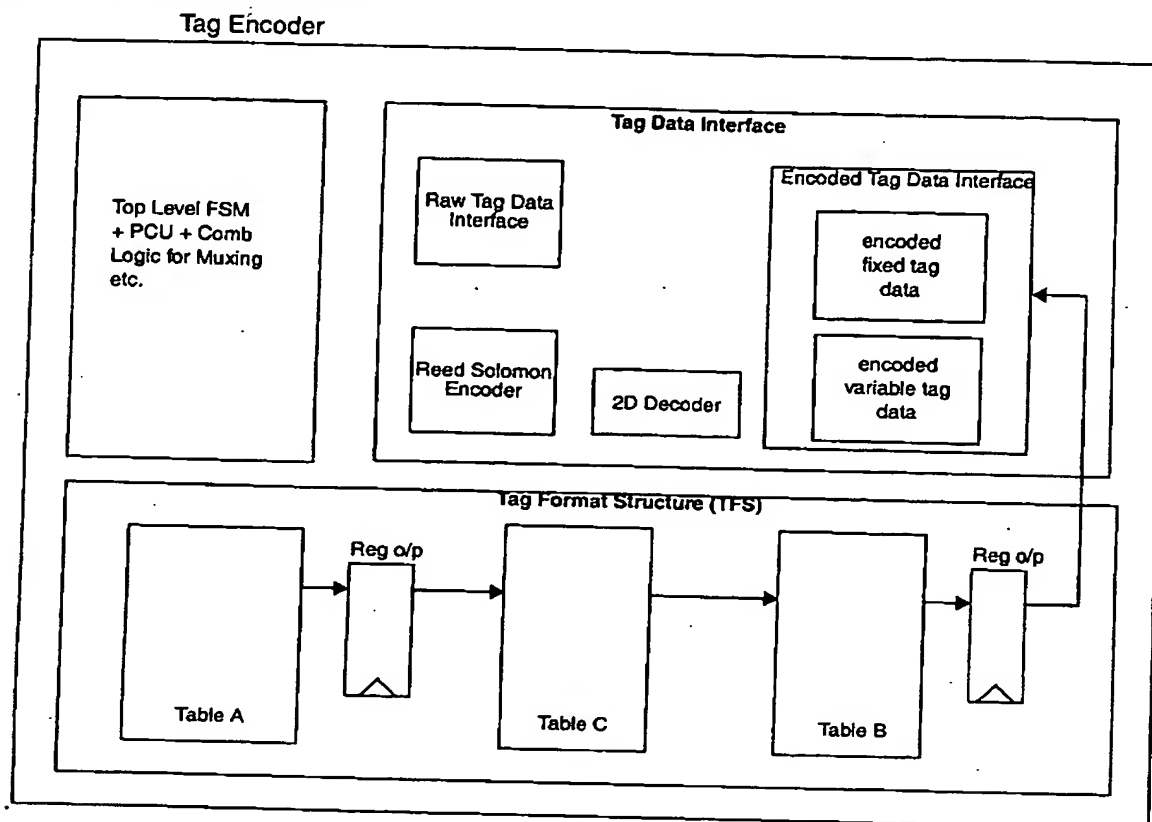 Tag Encoder
Top Level FSM
+ PCU + Comb
Logic for Muxing
etc.
Tag Data Interface
Raw Tag Data
Interface
Reed Solomon
Encoder
2D Decoder
Encoded Tag Data Interface
encoded
fixed tag
data
encoded
variable tag
data
Tag Format Structure (TFS)
Table A
Reg o/p
Table C
Table B
Reg o/p